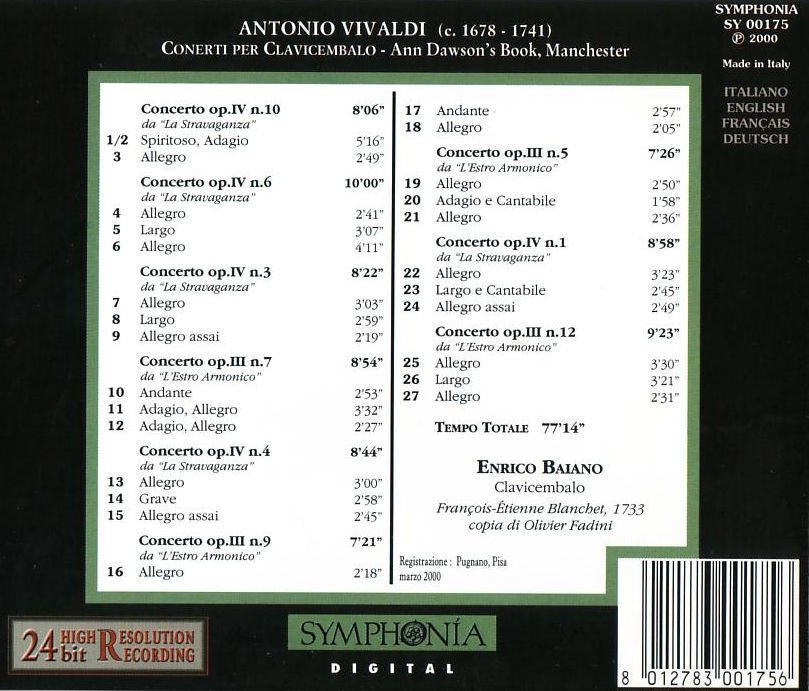 ANTONIO VIVALDI (c. 1678 - 1741)
CONERTI PER CLAVICEMBALO - ANN DAWSON'S BOOK, MANCHESTER
SYMPHONIA
SY 00175
℗ 2000
Made in Italy
ITALIANO
ENGLISH
FRANÇAIS
DEUTSCH
Concerto op.IV n.10 8'06"
da "La Stravaganza"
1/2 Spiritoso, Adagio 5'16"
3 Allegro 2'49"
Concerto op.IV n.6 10'00"
da "La Stravaganza"
4 Allegro 2'41"
5 Largo 3'07"
6 Allegro 4'11"
Concerto op.IV n.3 8'22"
da "La Stravaganza"
7 Allegro 3'03"
8 Largo 2'59"
9 Allegro assai 2'19"
Concerto op.III n.7 8'54"
da "L'Estro Armonico"
10 Andante 2'53"
11 Adagio, Allegro 3'32"
12 Adagio, Allegro 2'27"
Concerto op.IV n.4 8'44"
da "La Stravaganza"
13 Allegro 3'00"
14 Grave 2'58"
15 Allegro assai 2'45"
Concerto op.III n.9 7'21"
da "L'Estro Armonico"
16 Allegro 2'18"
17 Andante 2'57"
18 Allegro 2'05"
Concerto op.III n.5 7'26"
da "L'Estro Armonico"
19 Allegro 2'50"
20 Adagio e Cantabile 1'58"
21 Allegro 2'36"
Concerto op.IV n.1 8'58"
da "La Stravaganza"
22 Allegro 3'23"
23 Largo e Cantabile 2'45"
24 Allegro assai 2'49"
Concerto op.III n.12 9'23"
da "L'Estro Armonico"
25 Allegro 3'30"
26 Largo 3'21"
27 Allegro 2'31"
TEMPO TOTALE 77'14"
ENRICO BAIANO
Clavicembalo
François-Étienne Blanchet, 1733
copia di Olivier Fadini
Registrazione : Pugnano, Pisa
marzo 2000
24 bit HIGH RESOLUTION RECORDING
SYMPHONÍA
DIGITAL
8 012783 001756